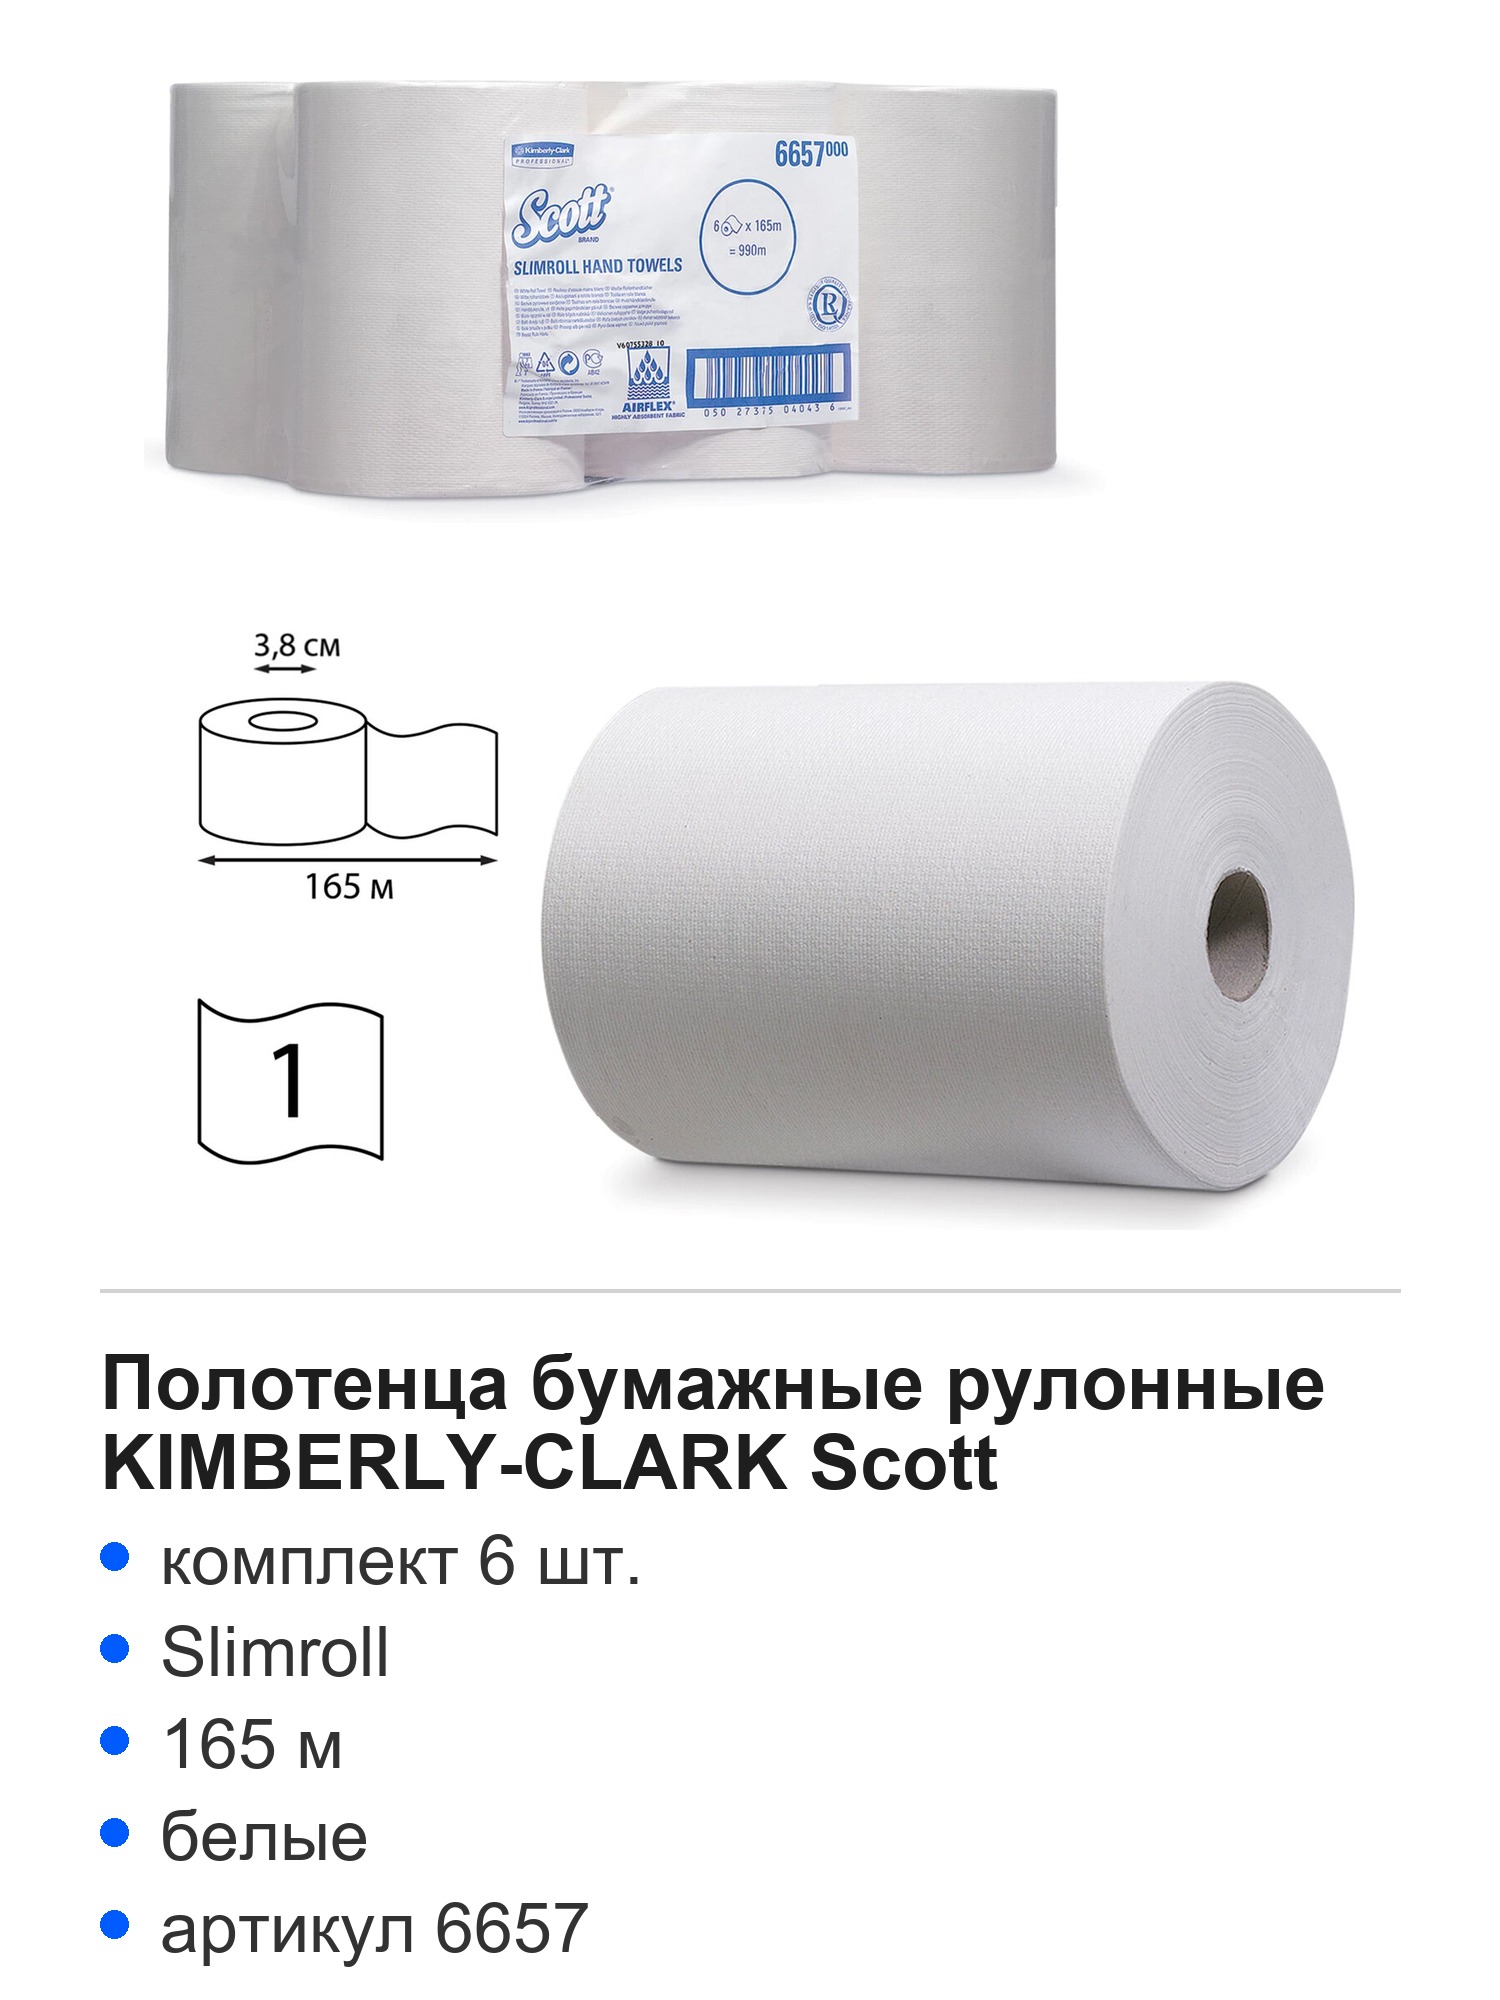 Kimberly-Clark
PROFESSIONAL
6657000
Scott
BRAND
6 x 165m
= 990m
SLIMROLL HAND TOWELS
V60755328 10
AIRFLEX
HIGHLY ABSORBENT FABRIC
050 27375 04043 6
3,8 см
165 м
1
Полотенца бумажные рулонные
KIMBERLY-CLARK Scott
комплект 6 шт.
Slimroll
165 м
белые
артикул 6657